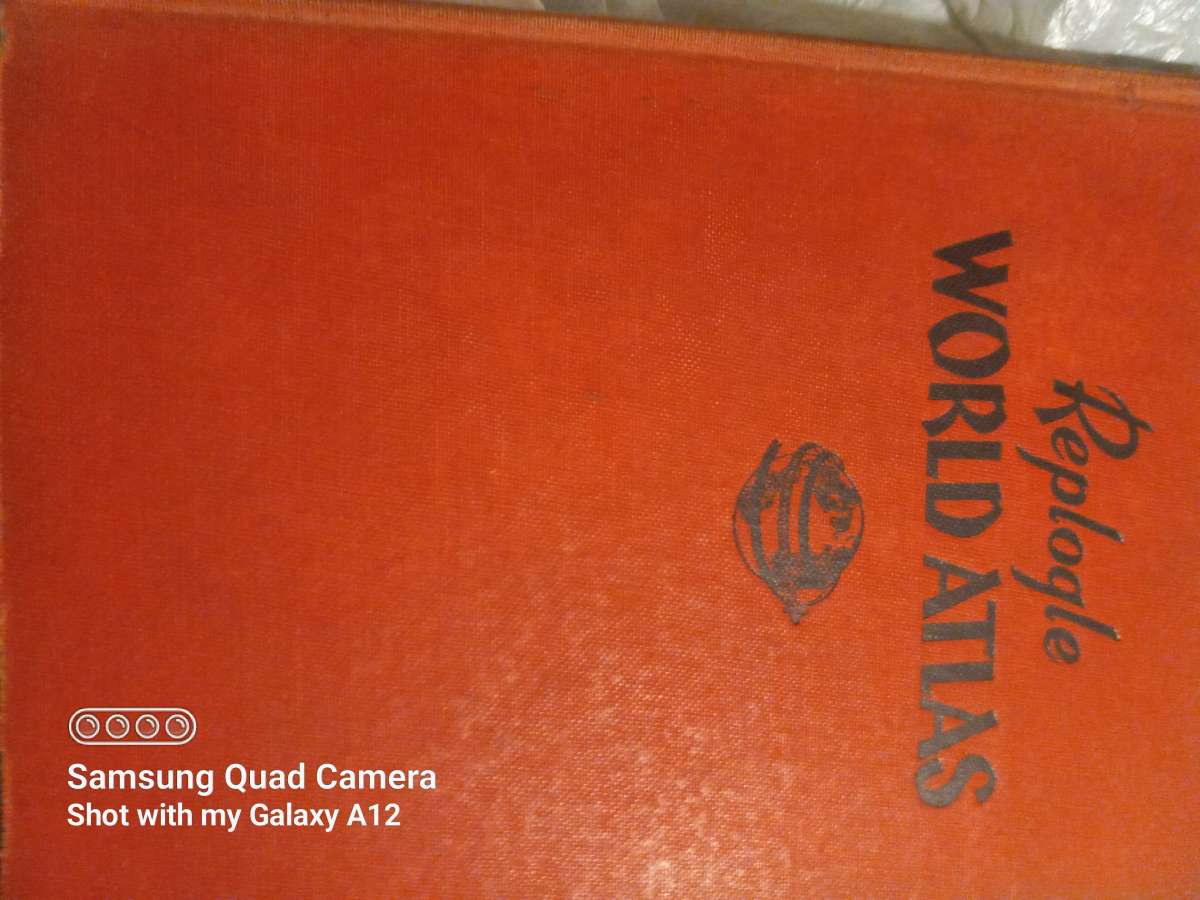 Replogle
WORLD ATLAS
Samsung Quad Camera
Shot with my Galaxy A12